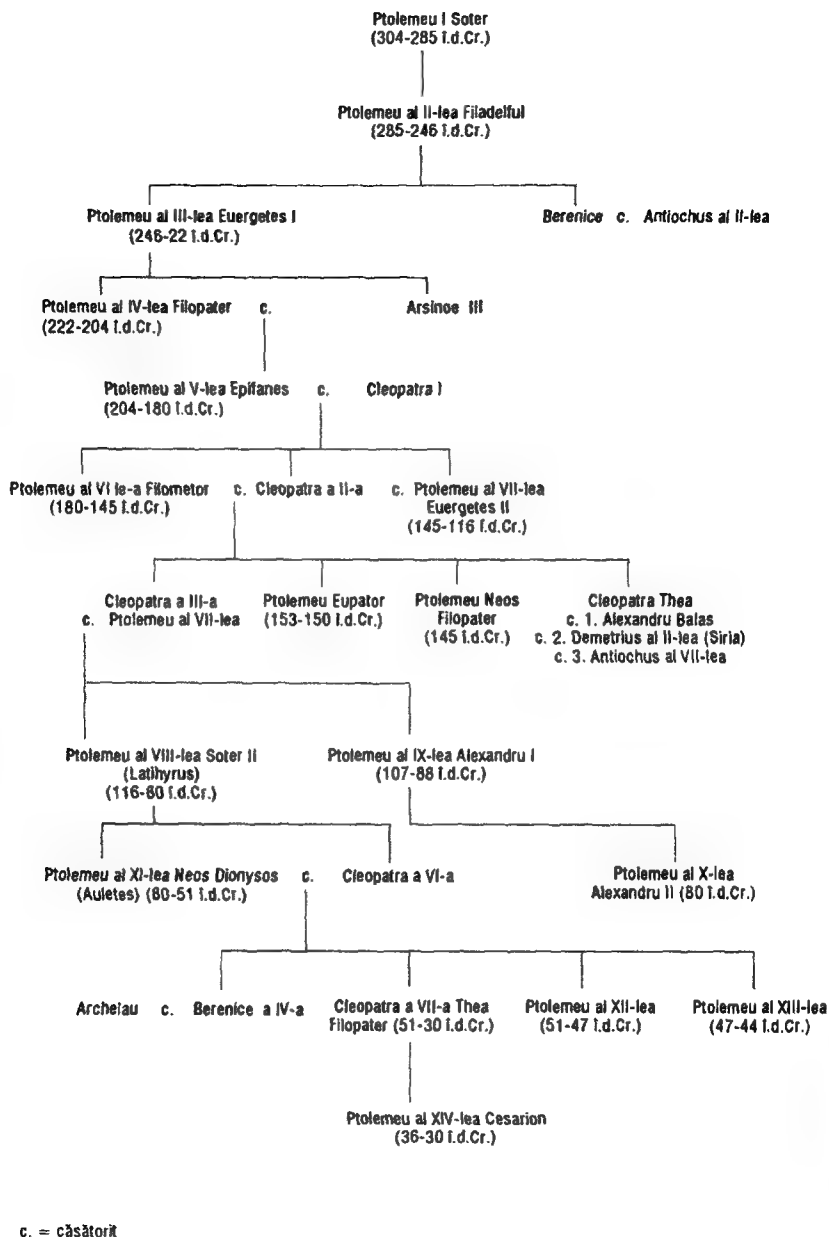 Ptolemeu I Soter
(304-285 î.d.Cr.)
Ptolemeu al II-lea Filadelful
(285-246 î.d.Cr.)
Ptolemeu al III-lea Euergetes I
(246-22 î.d.Cr.)
Berenice c. Antiochus al II-lea
Ptolemeu al IV-lea Filopater c. Arsinoe III
(222-204 î.d.Cr.)
Ptolemeu al V-lea Epifanes c. Cleopatra I
(204-180 î.d.Cr.)
Ptolemeu al VI le-a Filometor c. Cleopatra a II-a c. Ptolemeu al VII-lea
(180-145 î.d.Cr.)
Euergetes II
(145-116 î.d.Cr.)
Cleopatra a III-a
c. Ptolemeu al VII-lea
Ptolemeu Eupator
(153-150 î.d.Cr.)
Ptolemeu Neos
Filopater
(145 î.d.Cr.)
Cleopatra Thea
c. 1. Alexandru Balas
c. 2. Demetrius al II-lea (Siria)
c. 3. Antiochus al VII-lea
Ptolemeu al VIII-lea Soter II
(Latihyrus)
(116-80 î.d.Cr.)
Ptolemeu al IX-lea Alexandru I
(107-88 î.d.Cr.)
Ptolemeu al XI-lea Neos Dionysos c. Cleopatra a VI-a
(Auletes) (80-51 î.d.Cr.)
Ptolemeu al X-lea
Alexandru II (80 î.d.Cr.)
Archelau c. Berenice a IV-a
Cleopatra a VII-a Thea
Filopater (51-30 î.d.Cr.)
Ptolemeu al XII-lea
(51-47 î.d.Cr.)
Ptolemeu al XIII-lea
(47-44 î.d.Cr.)
Ptolemeu al XIV-lea Cesarion
(36-30 î.d.Cr.)
c. = căsătorit